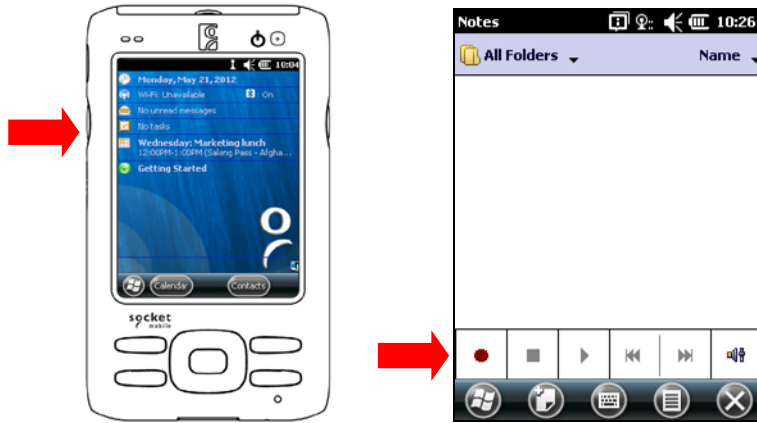 10:04
Monday, May 21, 2012
Wi-Fi: Unavailable
: On
No unread messages
No tasks
Wednesday: Marketing lunch
12:00PM-1:00PM (Salang Pass - Afgha...
Getting Started
Calendar
Contacts
socket
mobile
Notes
10:26
All Folders
Name